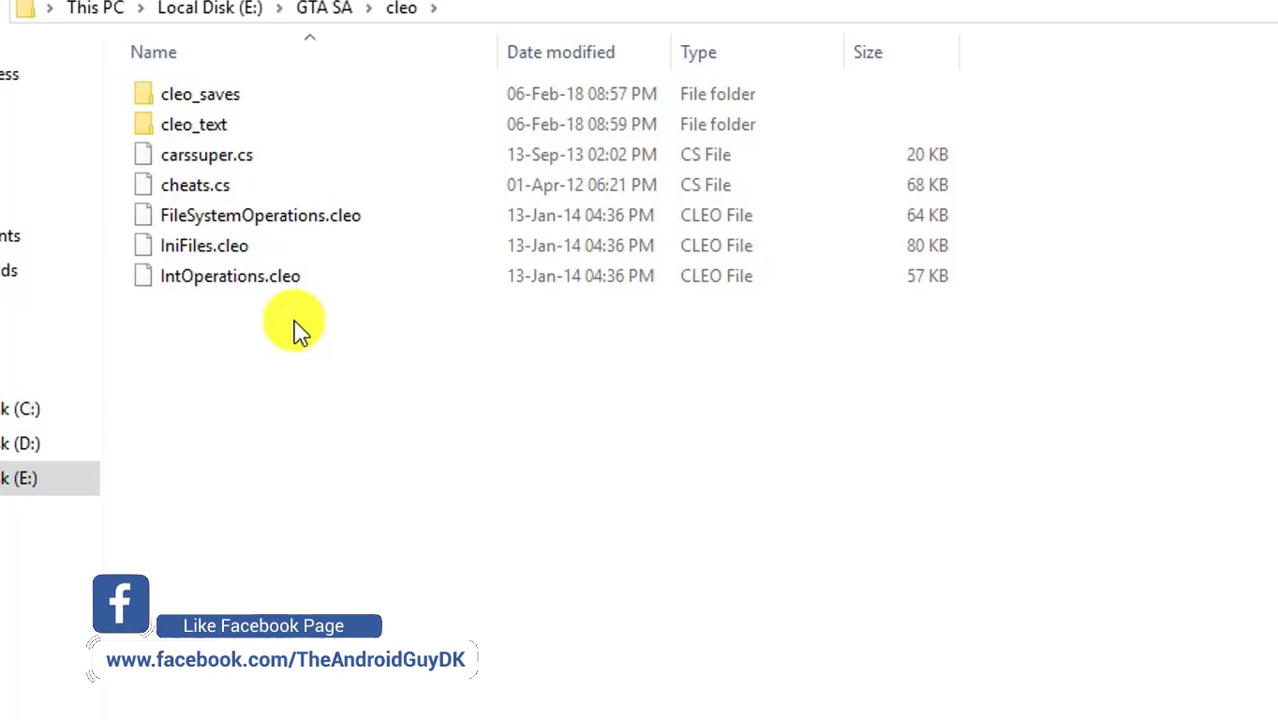 This PC > Local Disk (E:) > GTA SA > cleo >
Name Date modified Type Size
ess
cleo_saves 06-Feb-18 08:57 PM File folder
cleo_text 06-Feb-18 08:59 PM File folder
carssuper.cs 13-Sep-13 02:02 PM CS File 20 KB
cheats.cs 01-Apr-12 06:21 PM CS File 68 KB
FileSystemOperations.cleo 13-Jan-14 04:36 PM CLEO File 64 KB
nts
IniFiles.cleo 13-Jan-14 04:36 PM CLEO File 80 KB
ds
IntOperations.cleo 13-Jan-14 04:36 PM CLEO File 57 KB
k (C:)
k (D:)
k (E:)
Like Facebook Page
www.facebook.com/TheAndroidGuyDK